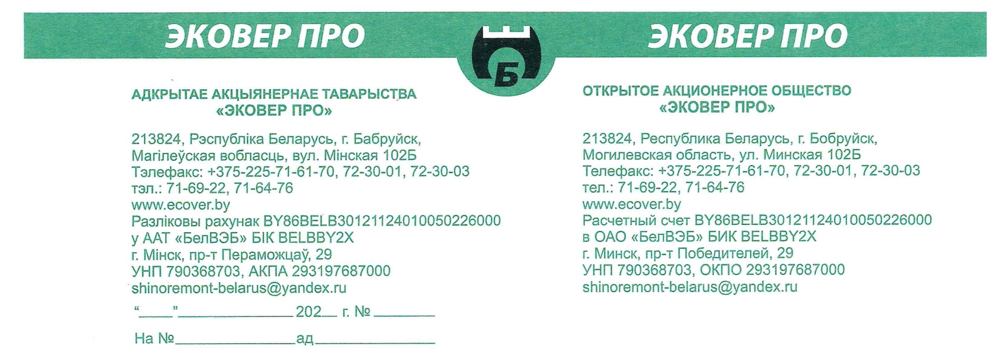 ЭКОВЕР ПРО
Б
ЭКОВЕР ПРО
АДКРЫТАЕ АКЦЫЯНЕРНАЕ ТАВАРЫСТВА
«ЭКОВЕР ПРО»
213824, Рэспубліка Беларусь, г. Бабруйск,
Магілеўская вобласць, вул. Мінская 102Б
Тэлефакс: +375-225-71-61-70, 72-30-01, 72-30-03
тэл.: 71-69-22, 71-64-76
www.ecover.by
Разліковы рахунак BY86BELB30121124010050226000
у ААТ «БелВЭБ» БІК BELBBY2X
г. Мінск, пр-т Пераможцаў, 29
УНП 790368703, АКПА 293197687000
shinoremont-belarus@yandex.ru
“____”______________ 202__ г. № ________
На №_______________ад_______________
ОТКРЫТОЕ АКЦИОНЕРНОЕ ОБЩЕСТВО
«ЭКОВЕР ПРО»
213824, Республика Беларусь, г. Бобруйск,
Могилевская область, ул. Минская 102Б
Телефакс: +375-225-71-61-70, 72-30-01, 72-30-03
тел.: 71-69-22, 71-64-76
www.ecover.by
Расчетный счет BY86BELB30121124010050226000
в ОАО «БелВЭБ» БИК BELBBY2X
г. Минск, пр-т Победителей, 29
УНП 790368703, ОКПО 293197687000
shinoremont-belarus@yandex.ru